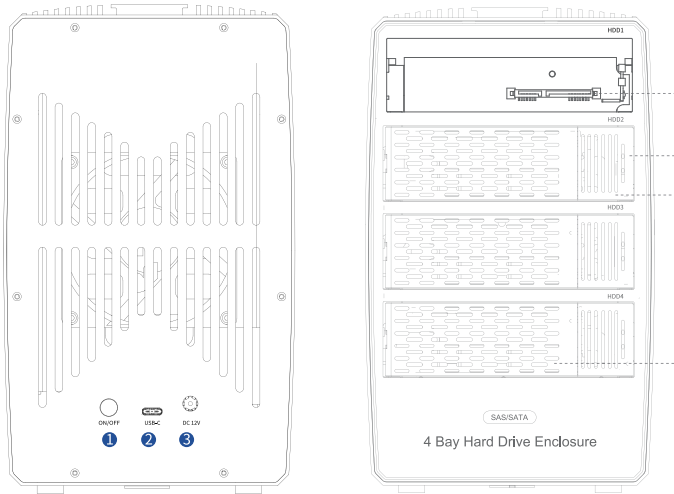 HDD1
HDD2
HDD3
HDD4
ON/OFF
USB-C
DC 12V
1
2
3
SAS/SATA
4 Bay Hard Drive Enclosure